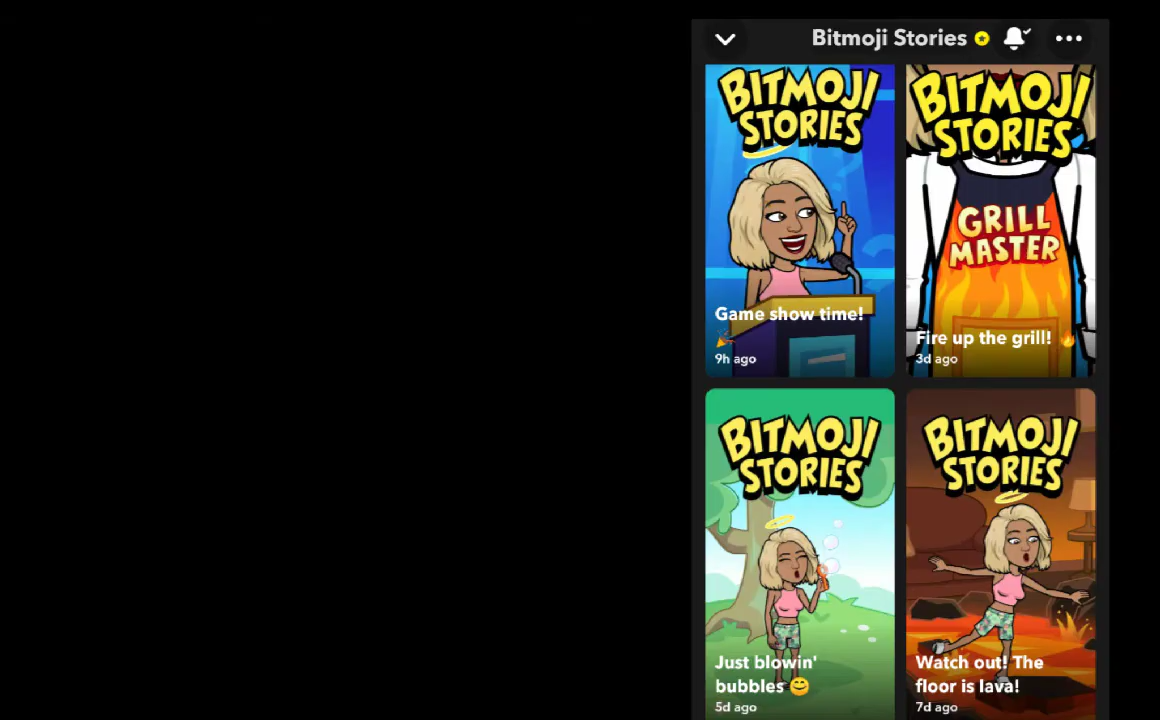 Bitmoji Stories
BITMOJI
STORIES
Game show time!
🎉
9h ago
BITMOJI
STORIES
GRILL
MASTER
Fire up the grill! 🔥
3d ago
BITMOJI
STORIES
Just blowin'
bubbles 😊
5d ago
BITMOJI
STORIES
Watch out! The
floor is lava!
7d ago